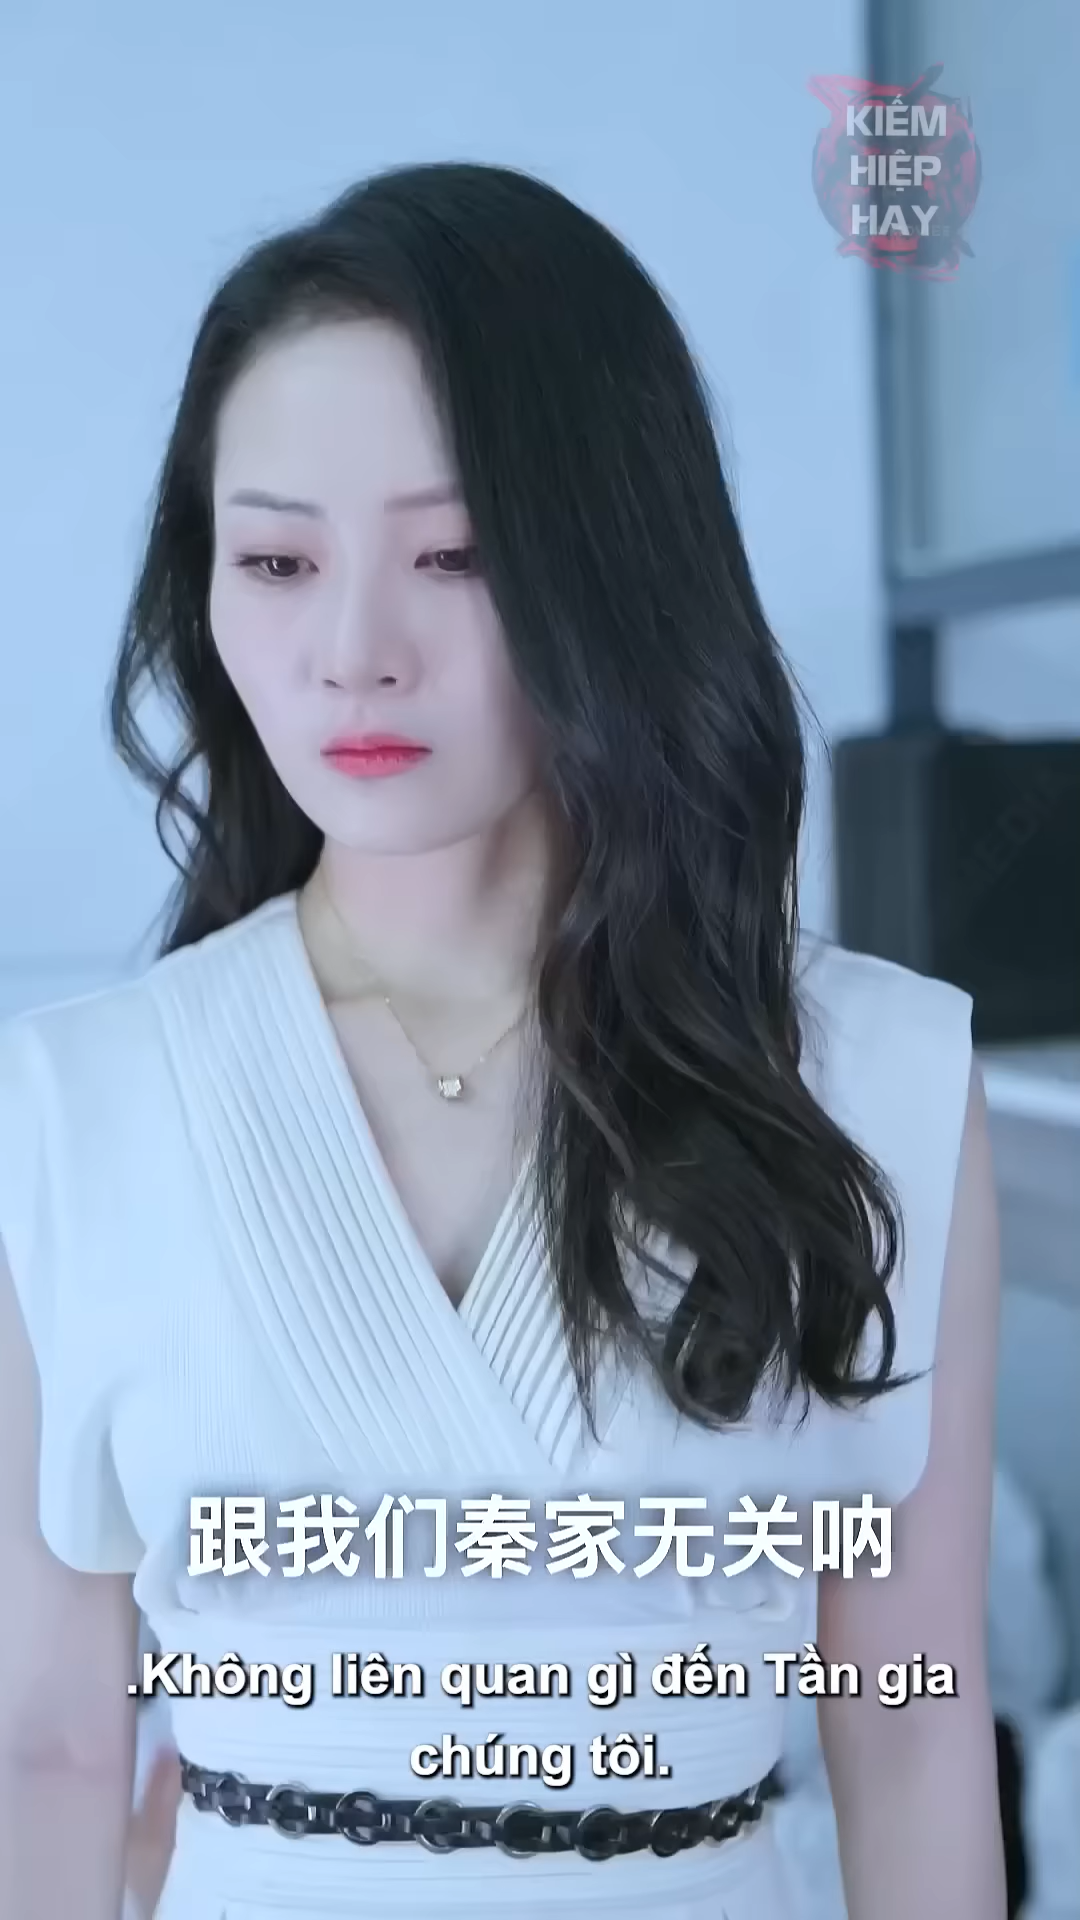 KIẾM
HIỆP
HAY
跟我们秦家无关呐
.Không liên quan gì đến Tần gia
chúng tôi.